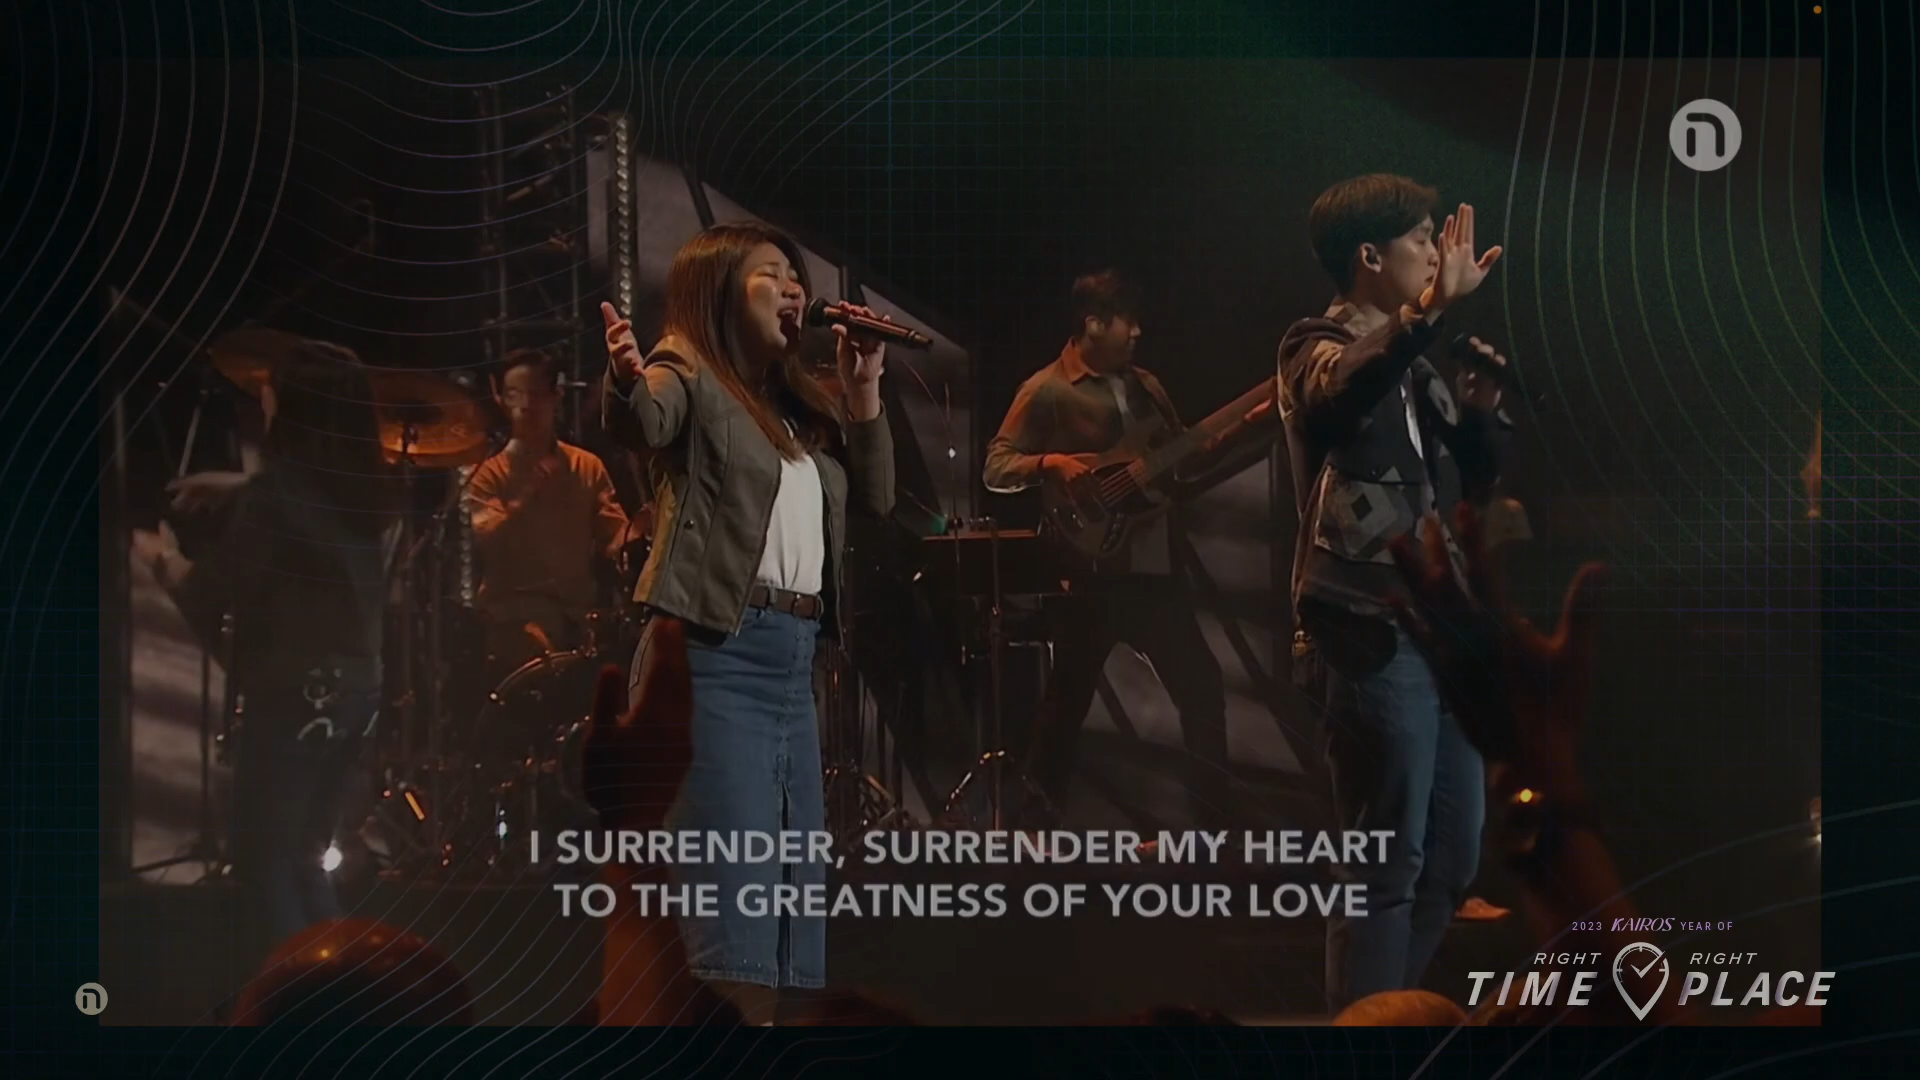 n
I SURRENDER, SURRENDER MY HEART
TO THE GREATNESS OF YOUR LOVE
2023 KAIROS YEAR OF
RIGHT RIGHT
TIME PLACE
n